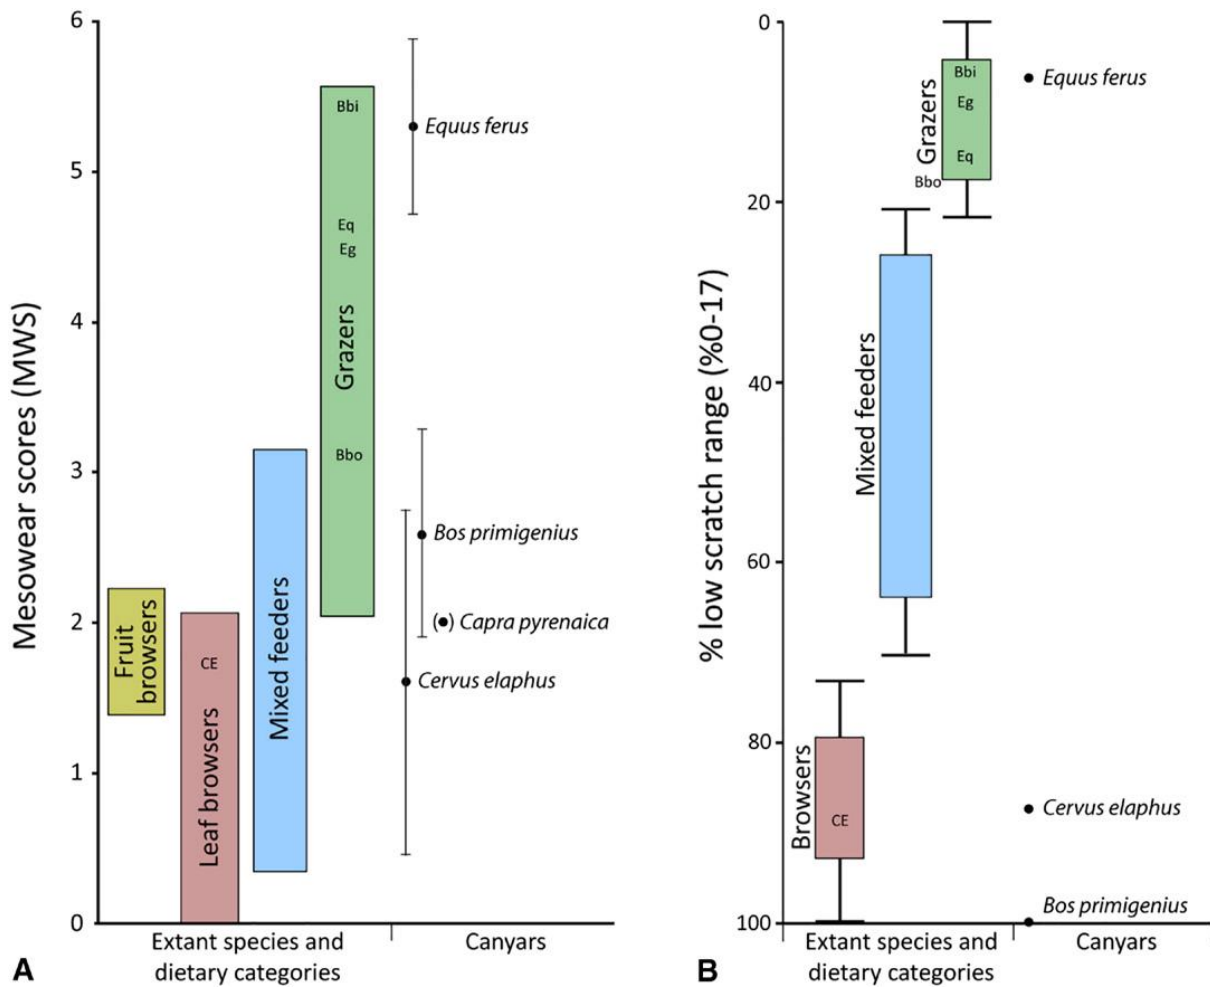 Mesowear scores (MWS)
6
5
4
3
2
1
0
Fruit
browsers
Leaf browsers
CE
Mixed feeders
Grazers
Bbi
Eq
Eg
Bbo
Equus ferus
Bos primigenius
(•) Capra pyrenaica
Cervus elaphus
Extant species and
dietary categories
Canyars
A
% low scratch range (%0-17)
0
20
40
60
80
100
Grazers
Bbi
Eg
Eq
Bbo
Mixed feeders
Browsers
CE
Equus ferus
Cervus elaphus
Bos primigenius
Extant species and
dietary categories
Canyars
B